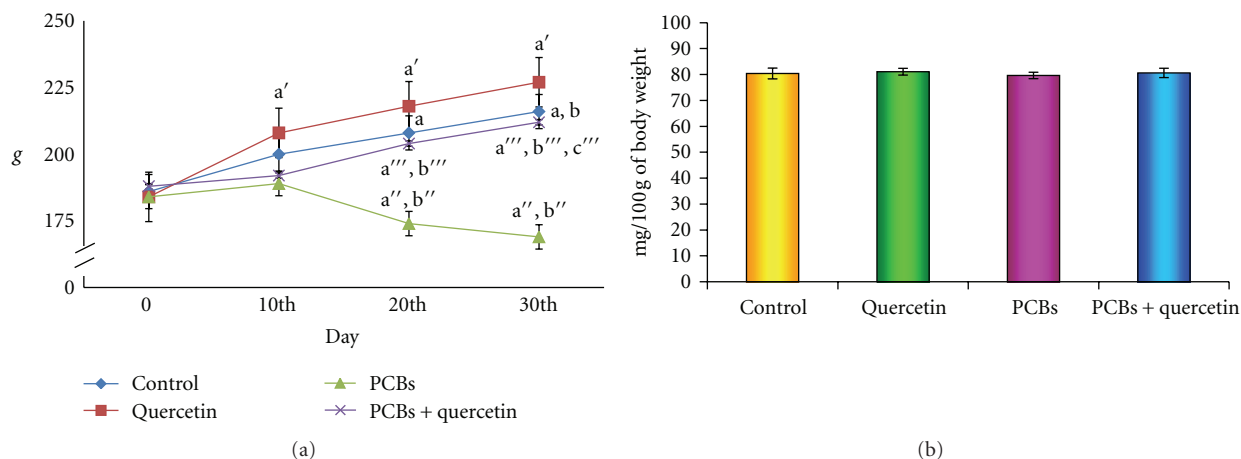 250
225
200
175
0
g
a′
a′
a′
a
a, b
a‴, b‴
a‴, b‴, c‴
a″, b″
a″, b″
0 10th 20th 30th
Day
Control
Quercetin
PCBs
PCBs + quercetin
(a)
100
90
80
70
60
50
40
30
20
10
0
mg/100 g of body weight
Control Quercetin PCBs PCBs + quercetin
(b)